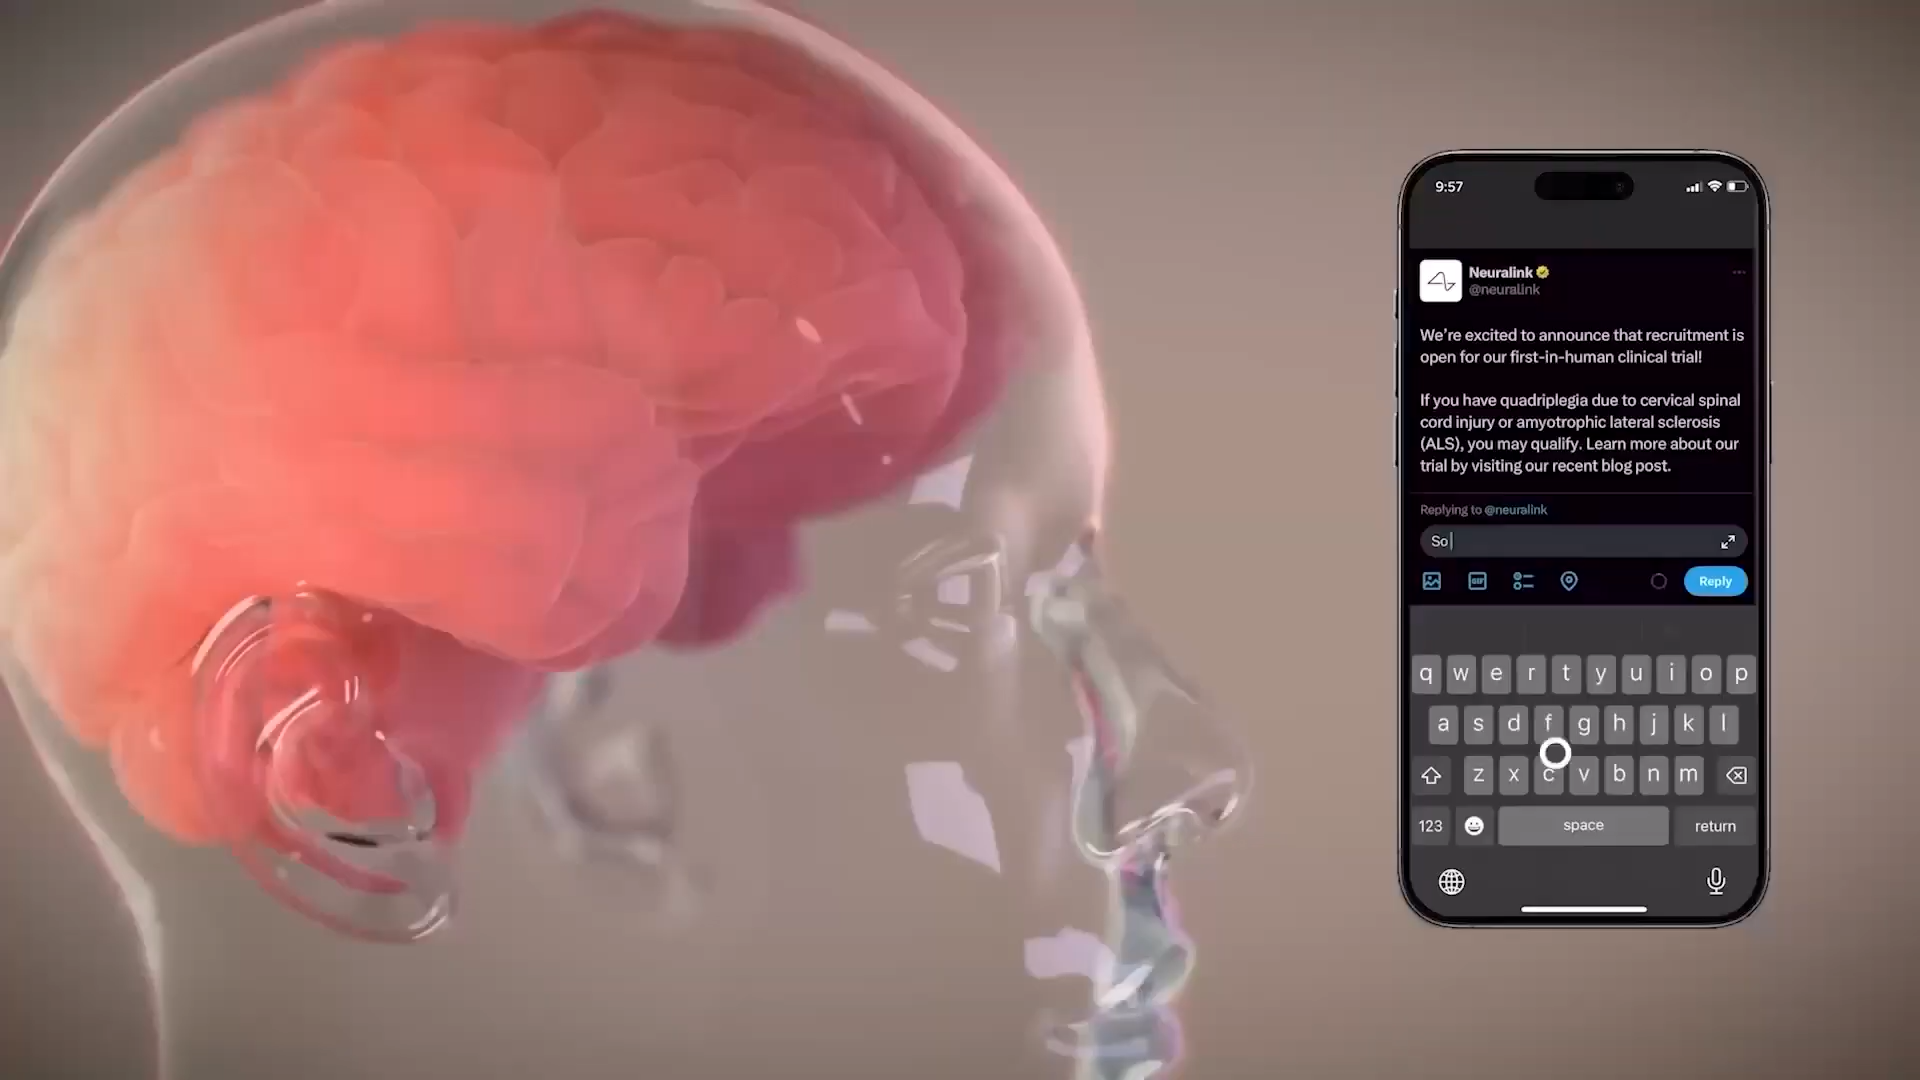 9:57
Neuralink
@neuralink
We're excited to announce that recruitment is
open for our first-in-human clinical trial!
If you have quadriplegia due to cervical spinal
cord injury or amyotrophic lateral sclerosis
(ALS), you may qualify. Learn more about our
trial by visiting our recent blog post.
Replying to @neuralink
So
GIF
Reply
q w e r t y u i o p
a s d f g h j k l
z x c v b n m
123 space return